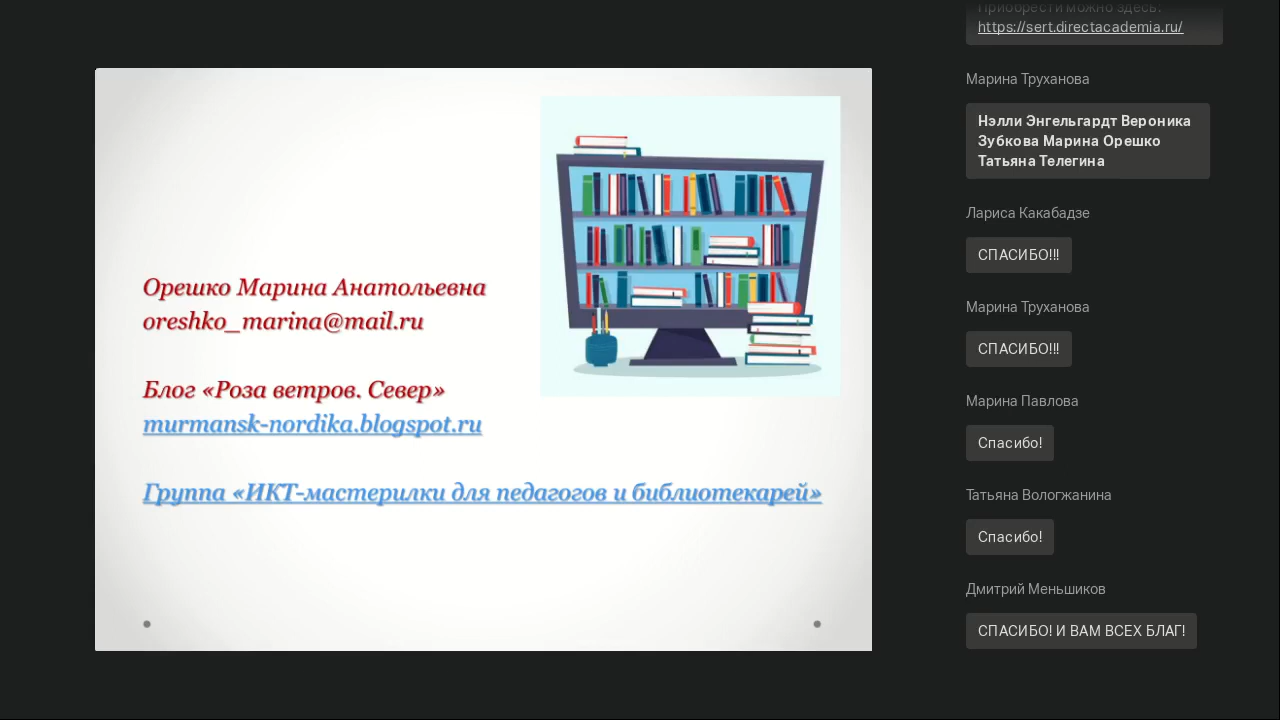 Орешко Марина Анатольевна
oreshko_marina@mail.ru
Блог «Роза ветров. Север»
murmansk-nordika.blogspot.ru
Группа «ИКТ-мастерилки для педагогов и библиотекарей»
Приобрести можно здесь:
https://sert.directacademia.ru/
Марина Труханова
Нэлли Энгельгардт Вероника
Зубкова Марина Орешко
Татьяна Телегина
Лариса Какабадзе
СПАСИБО!!!
Марина Труханова
СПАСИБО!!!
Марина Павлова
Спасибо!
Татьяна Вологжанина
Спасибо!
Дмитрий Меньшиков
СПАСИБО! И ВАМ ВСЕХ БЛАГ!